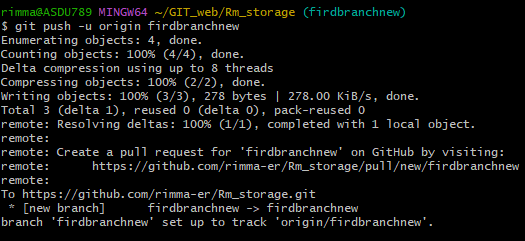 rimma@ASDU789 MINGW64 ~/GIT_web/Rm_storage (firdbranchnew)
$ git push -u origin firdbranchnew
Enumerating objects: 4, done.
Counting objects: 100% (4/4), done.
Delta compression using up to 8 threads
Compressing objects: 100% (2/2), done.
Writing objects: 100% (3/3), 278 bytes | 278.00 KiB/s, done.
Total 3 (delta 1), reused 0 (delta 0), pack-reused 0
remote: Resolving deltas: 100% (1/1), completed with 1 local object.
remote:
remote: Create a pull request for 'firdbranchnew' on GitHub by visiting:
remote:      https://github.com/rimma-er/Rm_storage/pull/new/firdbranchnew
remote:
To https://github.com/rimma-er/Rm_storage.git
 * [new branch]      firdbranchnew -> firdbranchnew
branch 'firdbranchnew' set up to track 'origin/firdbranchnew'.